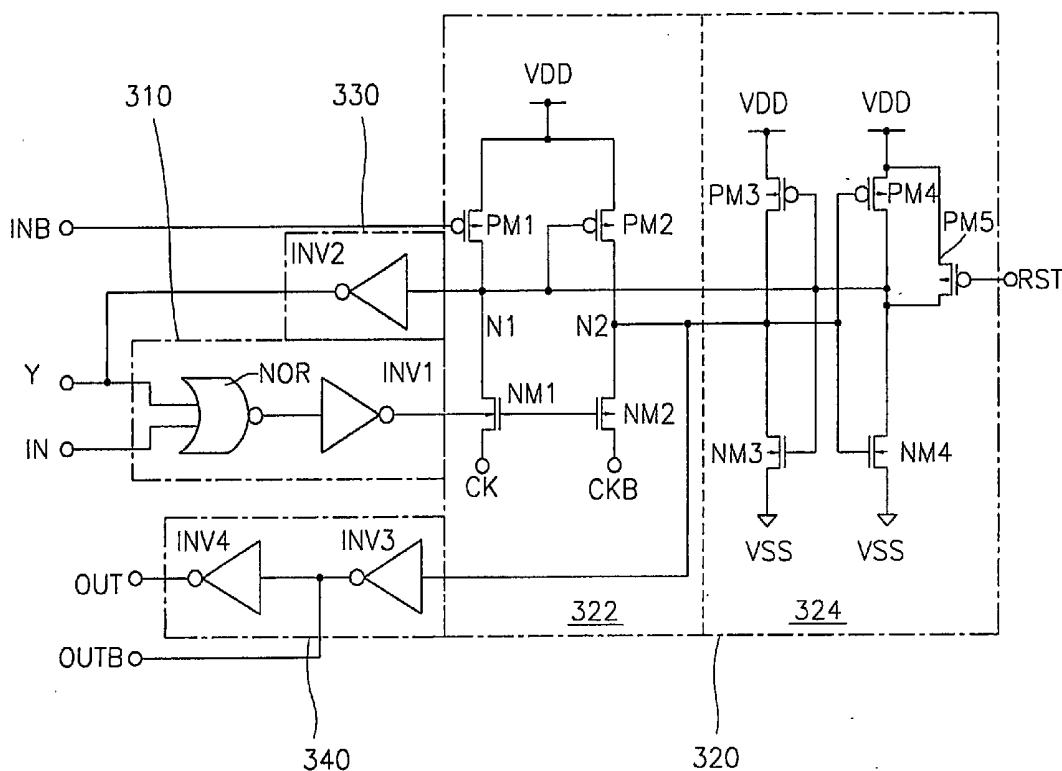 310
330
VDD
VDD
VDD
INB
PM1
PM2
PM3
PM4
PM5
RST
INV2
N1
N2
Y
NOR
INV1
NM1
NM2
IN
CK
CKB
NM3
NM4
VSS
VSS
INV4
INV3
OUT
OUTB
322
324
340
320